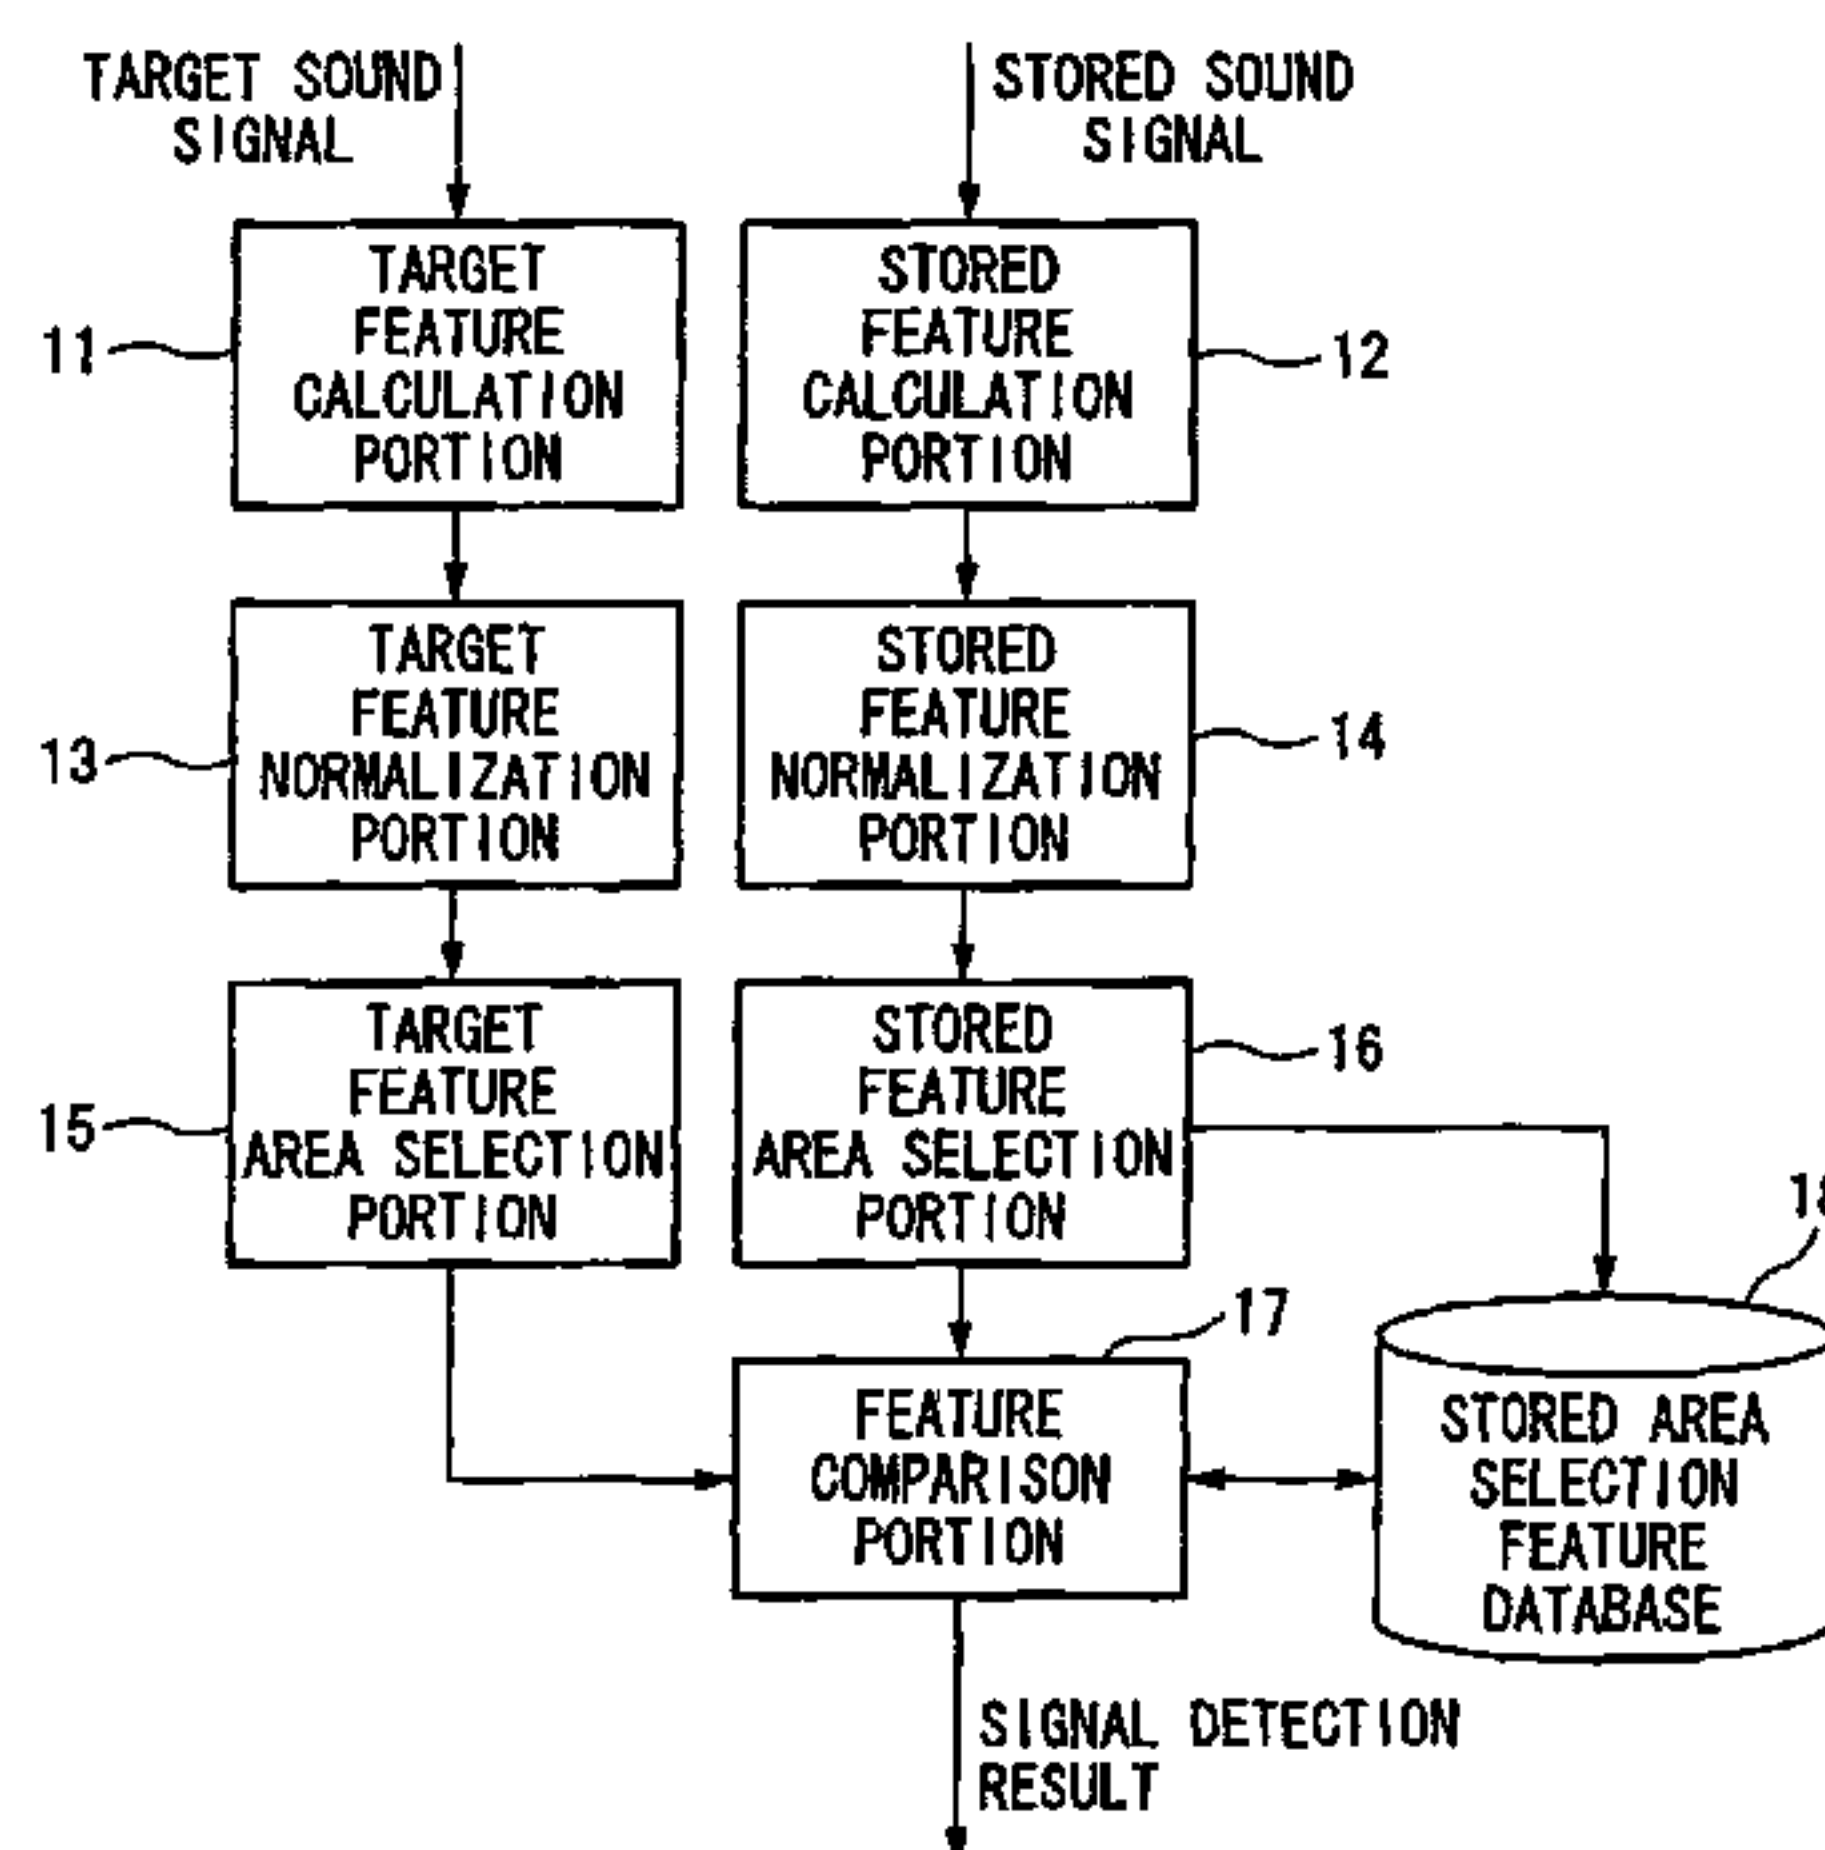 TARGET SOUND
SIGNAL
STORED SOUND
SIGNAL
TARGET
FEATURE
CALCULATION
PORTION
11
STORED
FEATURE
CALCULATION
PORTION
12
TARGET
FEATURE
NORMALIZATION
PORTION
13
STORED
FEATURE
NORMALIZATION
PORTION
14
TARGET
FEATURE
AREA SELECTION
PORTION
15
STORED
FEATURE
AREA SELECTION
PORTION
16
17
FEATURE
COMPARISON
PORTION
STORED AREA
SELECTION
FEATURE
DATABASE
SIGNAL DETECTION
RESULT